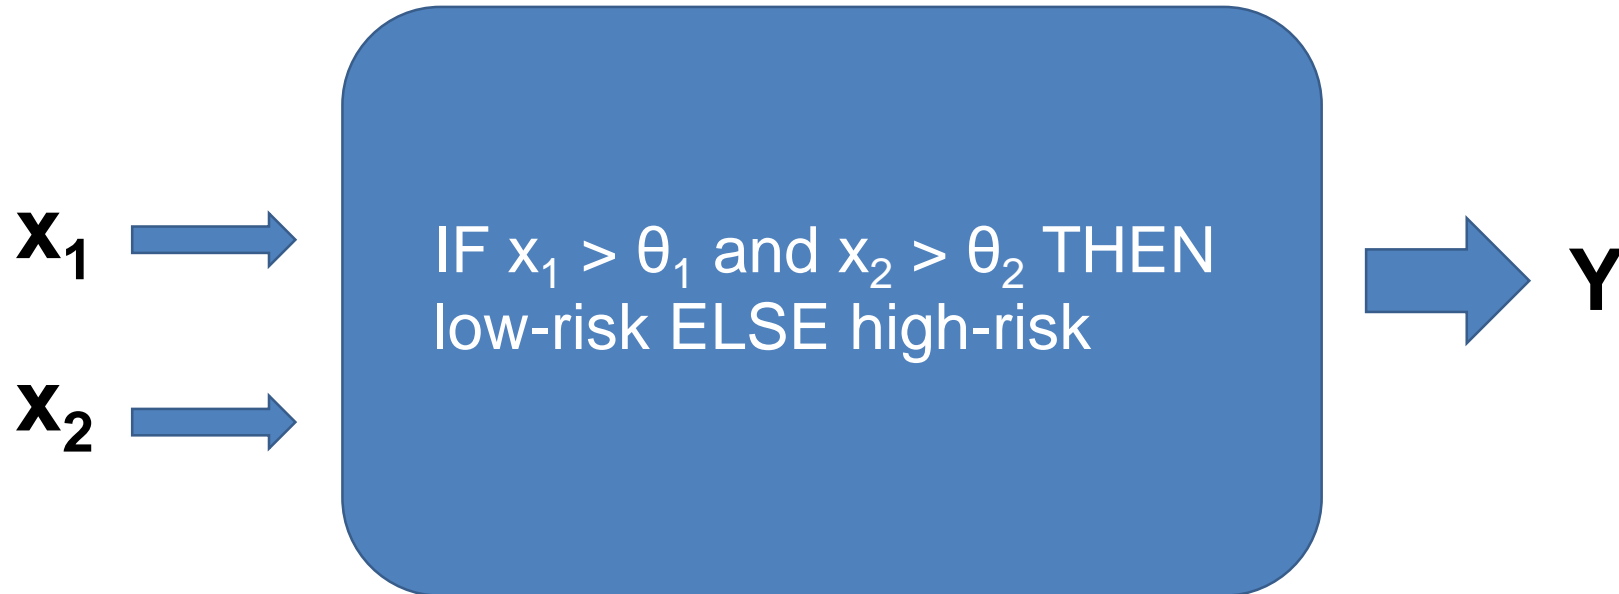 x₁
IF x₁ > θ₁ and x₂ > θ₂ THEN
low-risk ELSE high-risk
x₂
Y